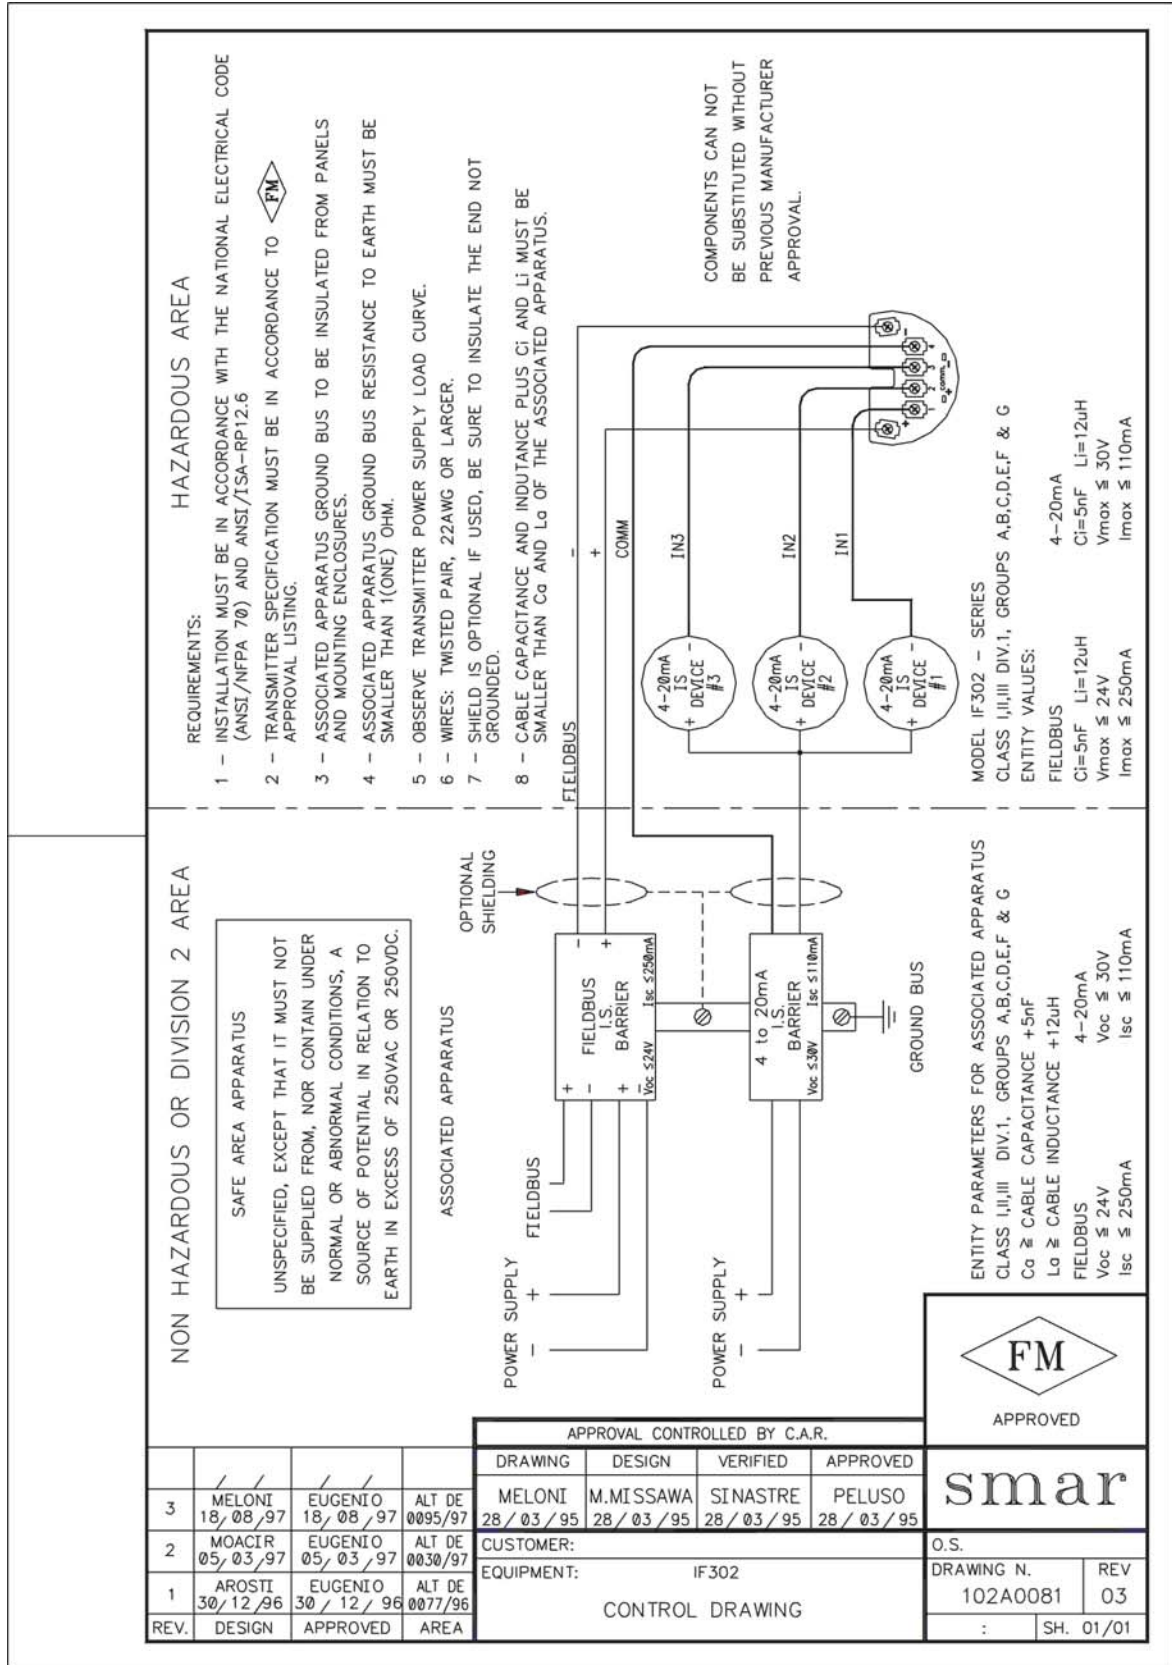 NON HAZARDOUS OR DIVISION 2 AREA
HAZARDOUS AREA
SAFE AREA APPARATUS
UNSPECIFIED, EXCEPT THAT IT MUST NOT
BE SUPPLIED FROM, NOR CONTAIN UNDER
NORMAL OR ABNORMAL CONDITIONS, A
SOURCE OF POTENTIAL IN RELATION TO
EARTH IN EXCESS OF 250VAC OR 250VDC.
REQUIREMENTS:
1 - INSTALLATION MUST BE IN ACCORDANCE WITH THE NATIONAL ELECTRICAL CODE
(ANSI/NFPA 70) AND ANSI/ISA-RP12.6
2 - TRANSMITTER SPECIFICATION MUST BE IN ACCORDANCE TO FM
APPROVAL LISTING.
3 - ASSOCIATED APPARATUS GROUND BUS TO BE INSULATED FROM PANELS
AND MOUNTING ENCLOSURES.
4 - ASSOCIATED APPARATUS GROUND BUS RESISTANCE TO EARTH MUST BE
SMALLER THAN 1(ONE) OHM.
5 - OBSERVE TRANSMITTER POWER SUPPLY LOAD CURVE.
6 - WIRES: TWISTED PAIR, 22AWG OR LARGER.
7 - SHIELD IS OPTIONAL IF USED, BE SURE TO INSULATE THE END NOT
GROUNDED.
8 - CABLE CAPACITANCE AND INDUTANCE PLUS Ci AND Li MUST BE
SMALLER THAN Ca AND La OF THE ASSOCIATED APPARATUS.
ASSOCIATED APPARATUS
OPTIONAL
SHIELDING
POWER SUPPLY
- +
FIELDBUS
+
-
+
-
FIELDBUS
I.S.
BARRIER
-
+
Voc ≤24V Isc ≤250mA
FIELDBUS
-
+
COMM
POWER SUPPLY
- +
4 to 20mA
I.S.
BARRIER
Voc ≤30V Isc ≤110mA
GROUND BUS
IN3
IN2
IN1
4-20mA
IS
+ DEVICE -
#3
4-20mA
IS
+ DEVICE -
#2
4-20mA
IS
+ DEVICE -
#1
+ 1 2 3 4 -
comm.
+ -
COMPONENTS CAN NOT
BE SUBSTITUTED WITHOUT
PREVIOUS MANUFACTURER
APPROVAL.
ENTITY PARAMETERS FOR ASSOCIATED APPARATUS
CLASS I,II,III DIV.1, GROUPS A,B,C,D,E,F & G
Ca ≥ CABLE CAPACITANCE +5nF
La ≥ CABLE INDUCTANCE +12uH
FIELDBUS 4-20mA
Voc ≤ 24V Voc ≤ 30V
Isc ≤ 250mA Isc ≤ 110mA
MODEL IF302 - SERIES
CLASS I,II,III DIV.1, GROUPS A,B,C,D,E,F & G
ENTITY VALUES:
FIELDBUS 4-20mA
Ci=5nF Li=12uH Ci=5nF Li=12uH
Vmax ≤ 24V Vmax ≤ 30V
Imax ≤ 250mA Imax ≤ 110mA
FM
APPROVED
APPROVAL CONTROLLED BY C.A.R.
DRAWING DESIGN VERIFIED APPROVED
MELONI M.MISSAWA SINASTRE PELUSO
28/03/95 28/03/95 28/03/95 28/03/95
smar
/ / / /
3 MELONI EUGENIO ALT DE
18/08/97 18/08/97 0095/97
2 MOACIR EUGENIO ALT DE
05/03/97 05/03/97 0030/97
1 AROSTI EUGENIO ALT DE
30/12/96 30/12/96 0077/96
REV. DESIGN APPROVED AREA
CUSTOMER:
EQUIPMENT: IF302
CONTROL DRAWING
O.S.
DRAWING N. REV
102A0081 03
: SH. 01/01